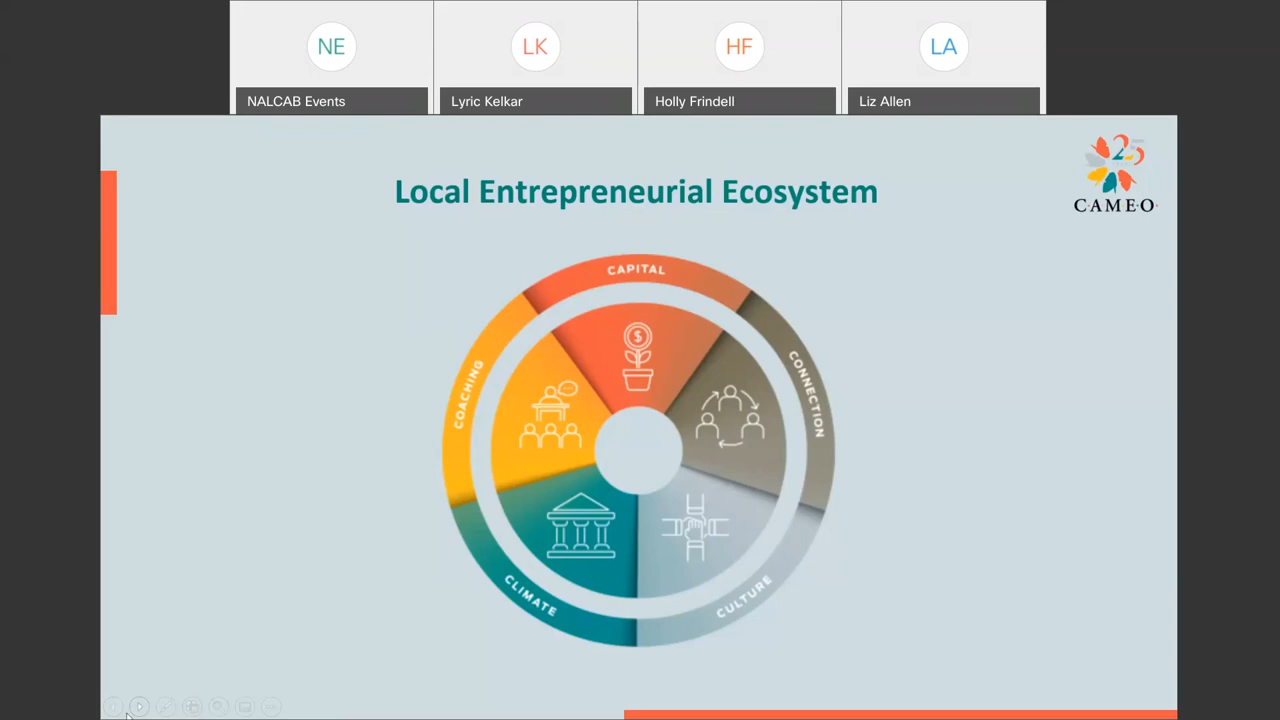 NE
LK
HF
LA
NALCAB Events
Lyric Kelkar
Holly Frindell
Liz Allen
25
C·A·M·E·O
Local Entrepreneurial Ecosystem
CAPITAL
COACHING
CONNECTION
$
CLIMATE
CULTURE